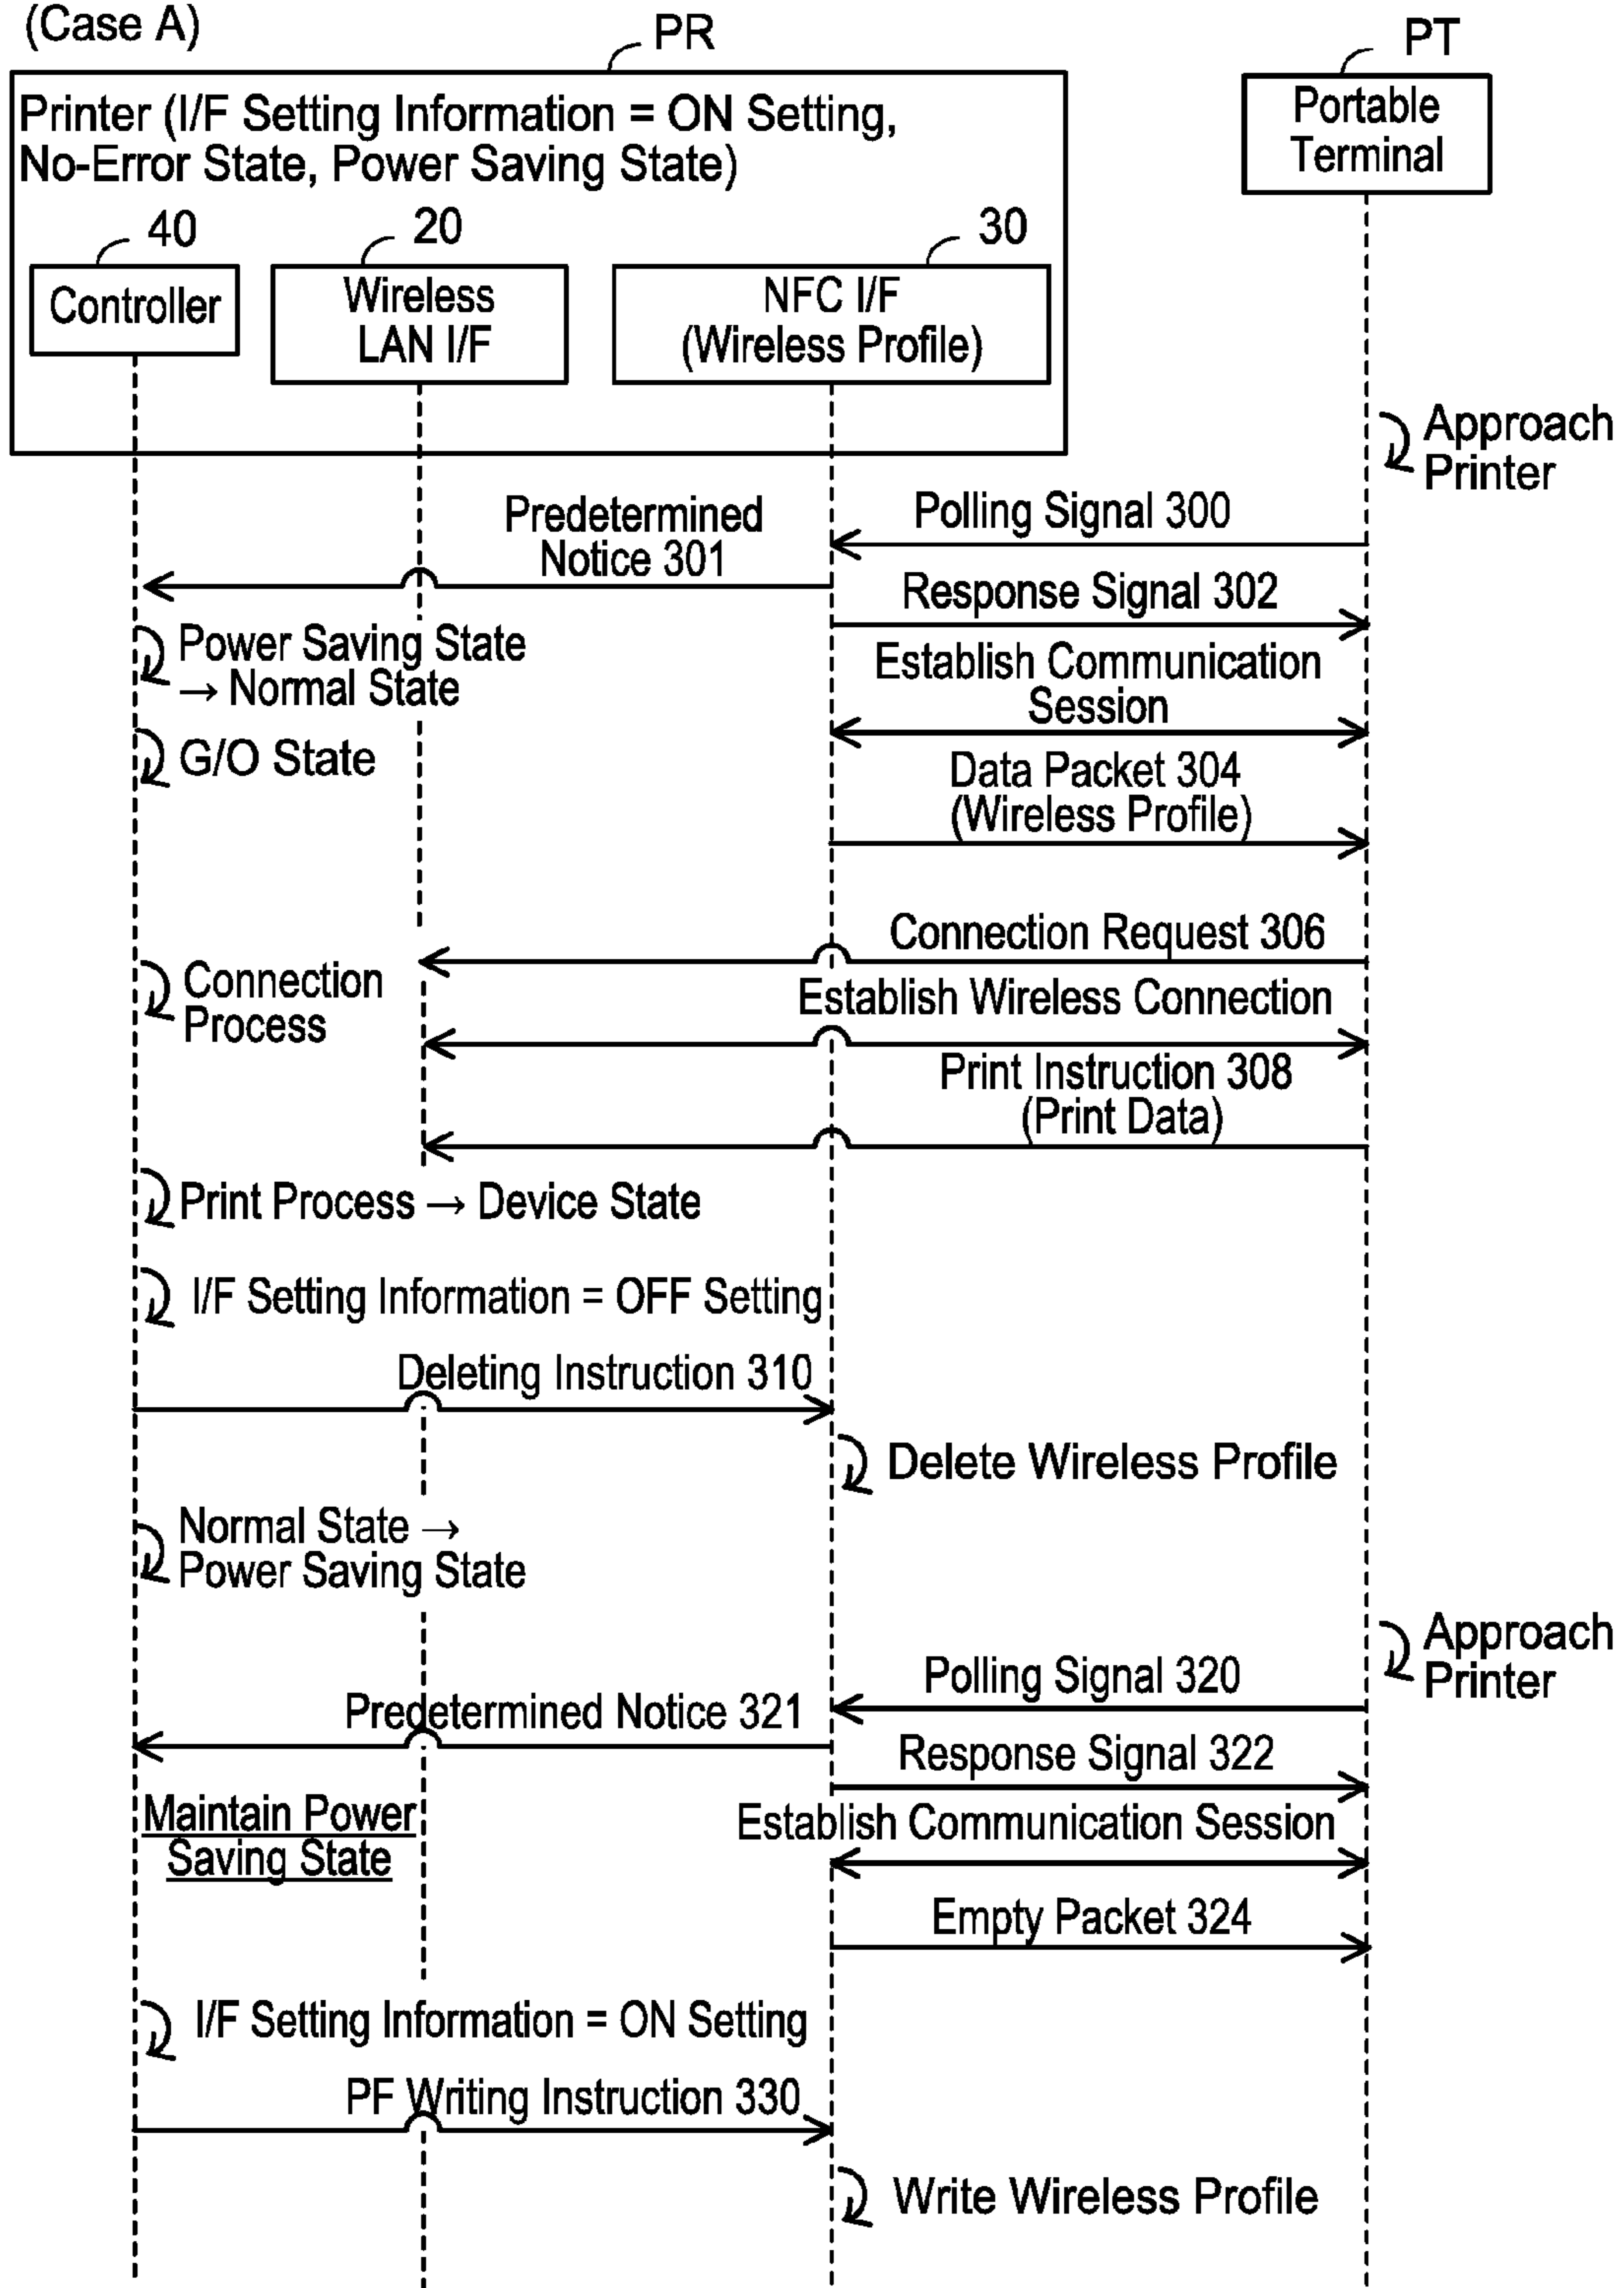 (Case A)
PR
PT
Printer (I/F Setting Information = ON Setting,
No-Error State, Power Saving State)
Portable
Terminal
40
20
30
Controller
Wireless
LAN I/F
NFC I/F
(Wireless Profile)
Approach
Printer
Polling Signal 300
Predetermined
Notice 301
Response Signal 302
Power Saving State
→ Normal State
Establish Communication
Session
G/O State
Data Packet 304
(Wireless Profile)
Connection Request 306
Connection
Process
Establish Wireless Connection
Print Instruction 308
(Print Data)
Print Process → Device State
I/F Setting Information = OFF Setting
Deleting Instruction 310
Delete Wireless Profile
Normal State →
Power Saving State
Approach
Printer
Polling Signal 320
Predetermined Notice 321
Response Signal 322
Maintain Power
Saving State
Establish Communication Session
Empty Packet 324
I/F Setting Information = ON Setting
PF Writing Instruction 330
Write Wireless Profile